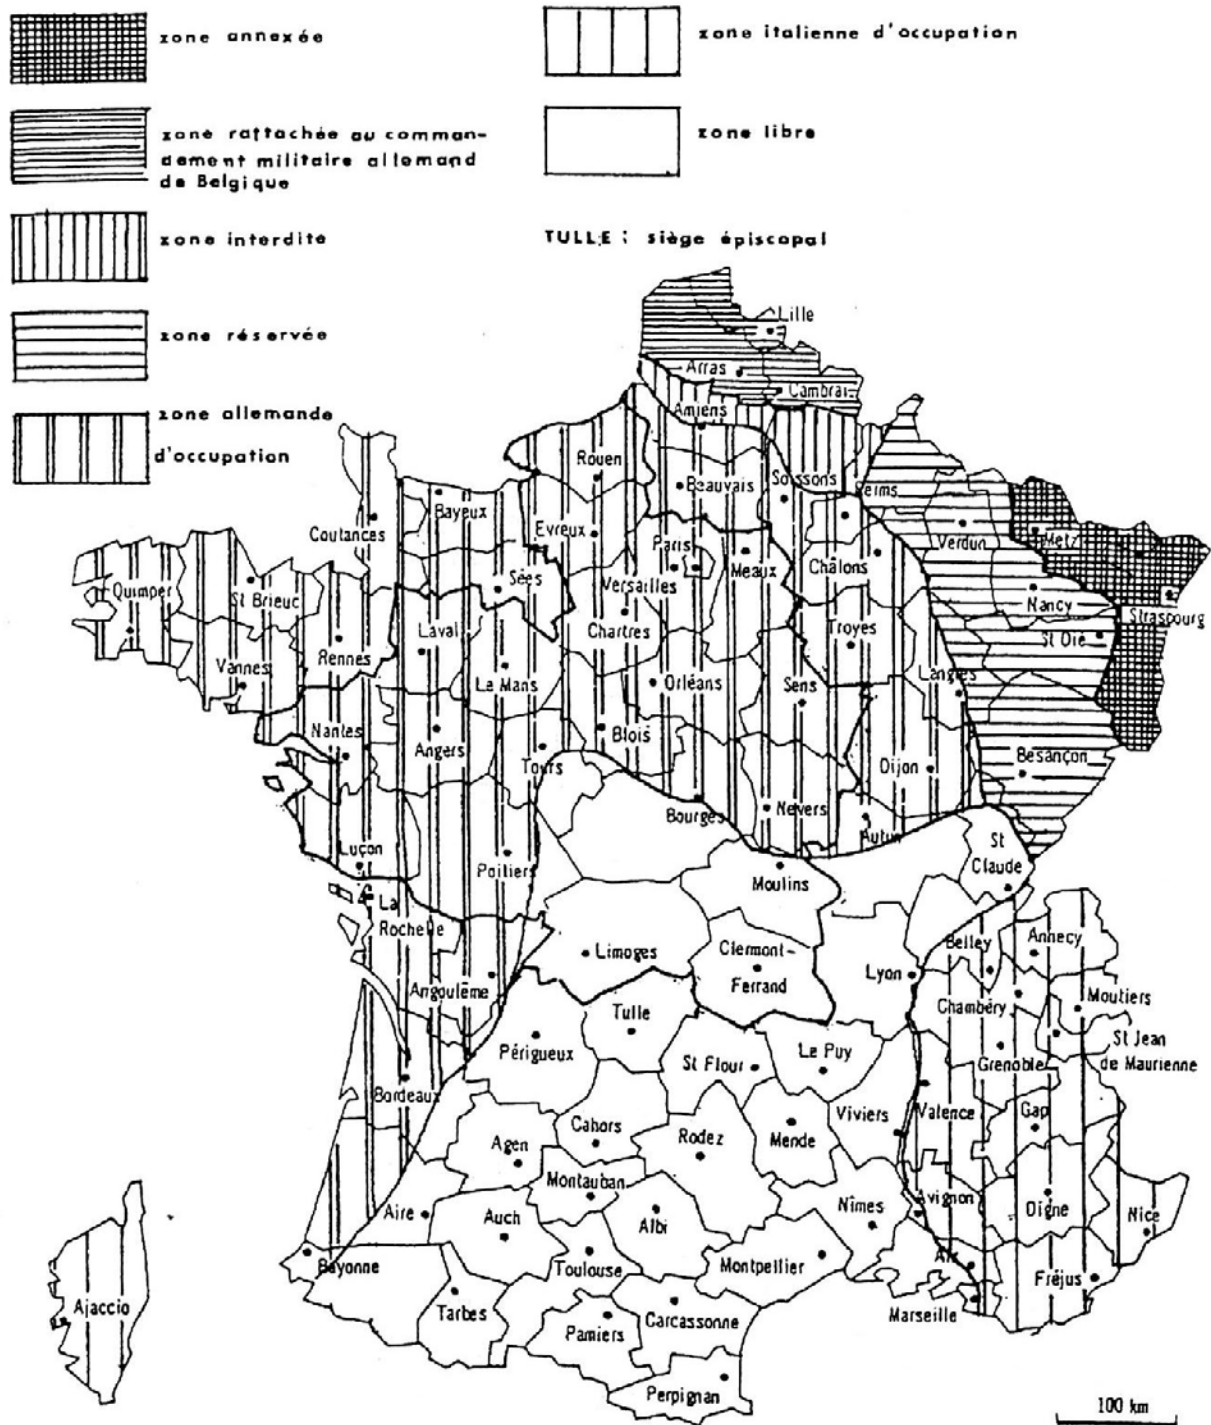 zone annexée
zone rattachée au comman-
dement militaire allemand
de Belgique
zone interdite
zone réservée
zone allemande
d'occupation
zone italienne d'occupation
zone libre
TULLE : siège épiscopal
Lille
Arras
Cambrai
Amiens
Rouen
Beauvais
Soissons
Reims
Bayeux
Coutances
Evreux
Paris
Meaux
Châlons
Verdun
Metz
Quimper
St Brieuc
Sées
Versailles
Nancy
Strasbourg
Laval
Chartres
Troyes
St Dié
Vannes
Rennes
Le Mans
Orléans
Sens
Langres
Nantes
Angers
Blois
Tours
Dijon
Besançon
Bourges
Nevers
Autun
Luçon
Poitiers
Moulins
St
Claude
La
Rochelle
Limoges
Clermont-
Ferrand
Belley
Annecy
Lyon
Angoulême
Chambéry
Moutiers
Tulle
Périgueux
St Flour
Le Puy
Grenoble
St Jean
de Maurienne
Bordeaux
Valence
Gap
Viviers
Cahors
Rodez
Mende
Agen
Montauban
Avignon
Digne
Nice
Aire
Auch
Albi
Nîmes
Bayonne
Toulouse
Montpellier
Aix
Fréjus
Ajaccio
Tarbes
Pamiers
Carcassonne
Marseille
Perpignan
100 km